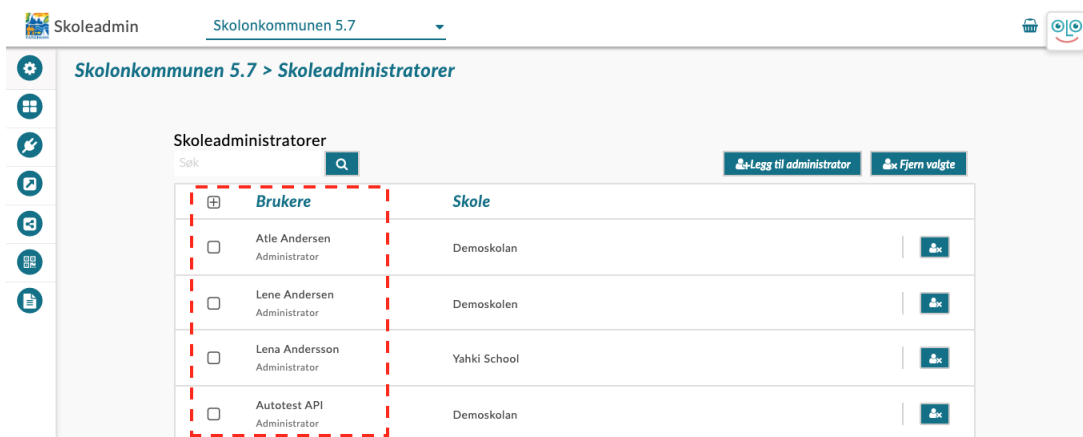 Skoleadmin
Skolonkommunen 5.7
Skolonkommunen 5.7 > Skoleadministratorer
Skoleadministratorer
Søk
Legg til administrator
Fjern valgte
Brukere Skole
Atle Andersen
Administrator
Demoskolan
Lene Andersen
Administrator
Demoskolen
Lena Andersson
Administrator
Yahki School
Autotest API
Administrator
Demoskolan